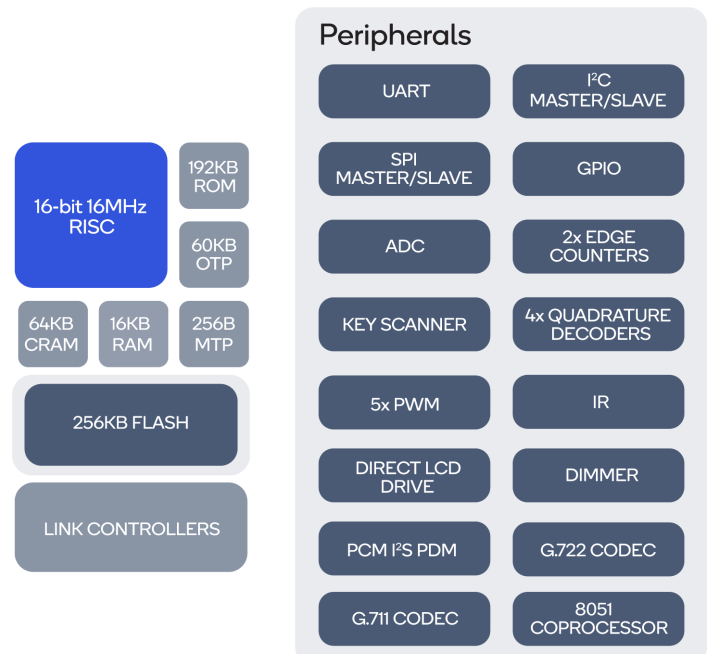 Peripherals
UART
I²C
MASTER/SLAVE
SPI
MASTER/SLAVE
GPIO
16-bit 16MHz
RISC
192KB
ROM
60KB
OTP
ADC
2x EDGE
COUNTERS
64KB
CRAM
16KB
RAM
256B
MTP
KEY SCANNER
4x QUADRATURE
DECODERS
256KB FLASH
5x PWM
IR
DIRECT LCD
DRIVE
DIMMER
LINK CONTROLLERS
PCM I²S PDM
G.722 CODEC
G.711 CODEC
8051
COPROCESSOR